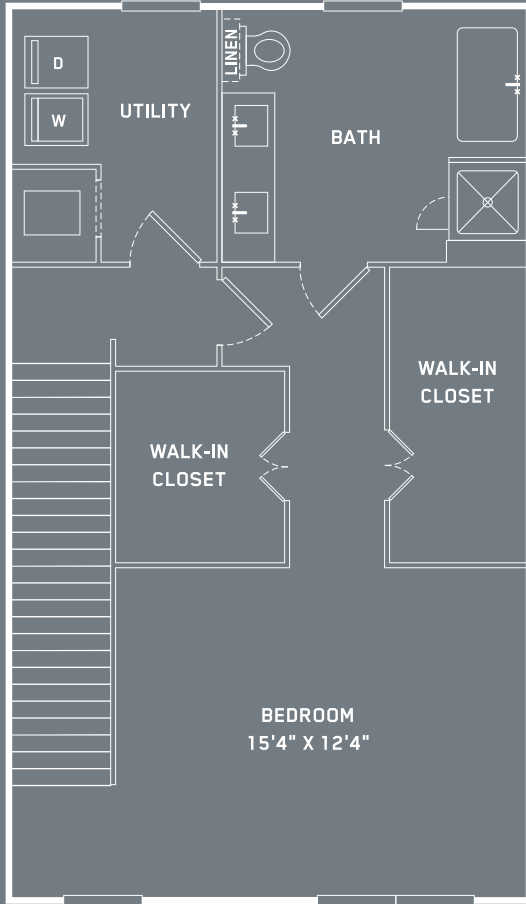 D
LINEN
UTILITY
W
BATH
WALK-IN
CLOSET
WALK-IN
CLOSET
BEDROOM
15'4" X 12'4"